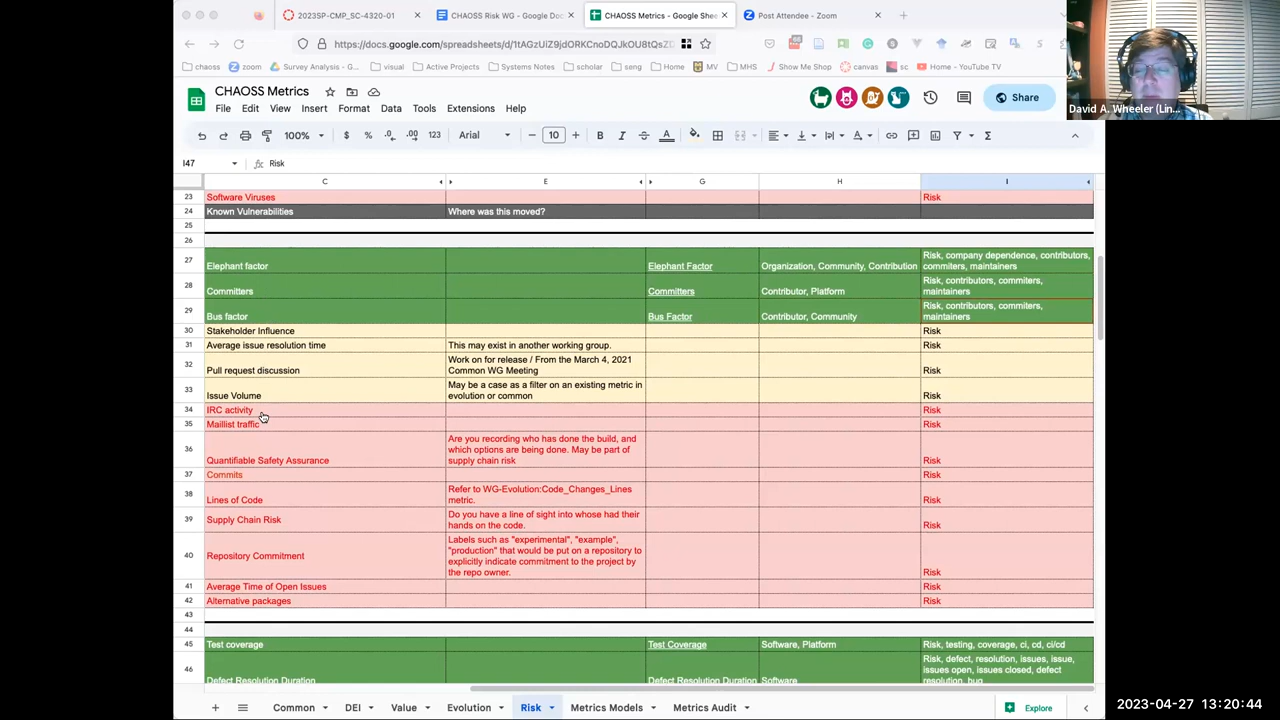 2023SP-CMP_SC-4320-01
CHAOSS Risk WG - Google
CHAOSS Metrics - Google Shee
Post Attendee - Zoom
chaoss
zoom
Survey Analysis - G
visual
Active Projects
Systems Notes
scholar
seng
Home
MV
MHS
Show Me Shop
canvas
sc
Home - YouTube TV
David A. Wheeler (Lin...
CHAOSS Metrics
File Edit View Insert Format Data Tools Extensions Help
Share
100% $ % .0 .00 123 Arial 10 B I A
I47 fx Risk
C E G H I
23 Software Viruses Risk
24 Known Vulnerabilities Where was this moved?
25
26
Risk, company dependence, contributors,
27 Elephant factor Elephant Factor Organization, Community, Contribution commiters, maintainers
Risk, contributors, commiters,
28 Committers Committers Contributor, Platform maintainers
Risk, contributors, commiters,
29 Bus factor Bus Factor Contributor, Community maintainers
30 Stakeholder Influence Risk
31 Average issue resolution time This may exist in another working group. Risk
Work on for release / From the March 4, 2021
32 Pull request discussion Common WG Meeting Risk
May be a case as a filter on an existing metric in
33 Issue Volume evolution or common Risk
34 IRC activity Risk
35 Maillist traffic Risk
Are you recording who has done the build, and
which options are being done. May be part of
36 Quantifiable Safety Assurance supply chain risk Risk
37 Commits Risk
Refer to WG-Evolution:Code_Changes_Lines
38 Lines of Code metric. Risk
Do you have a line of sight into whose had their
39 Supply Chain Risk hands on the code. Risk
Labels such as "experimental", "example",
"production" that would be put on a repository to
40 Repository Commitment explicitly indicate commitment to the project by
the repo owner. Risk
41 Average Time of Open Issues Risk
42 Alternative packages Risk
43
44
45 Test coverage Test Coverage Software, Platform Risk, testing, coverage, ci, cd, ci/cd
Risk, defect, resolution, issues, issue,
46 issues open, issues closed, defect
Defect Resolution Duration Defect Resolution Duration Software resolution, bug
Common DEI Value Evolution Risk Metrics Models Metrics Audit Explore
2023-04-27 13:20:44